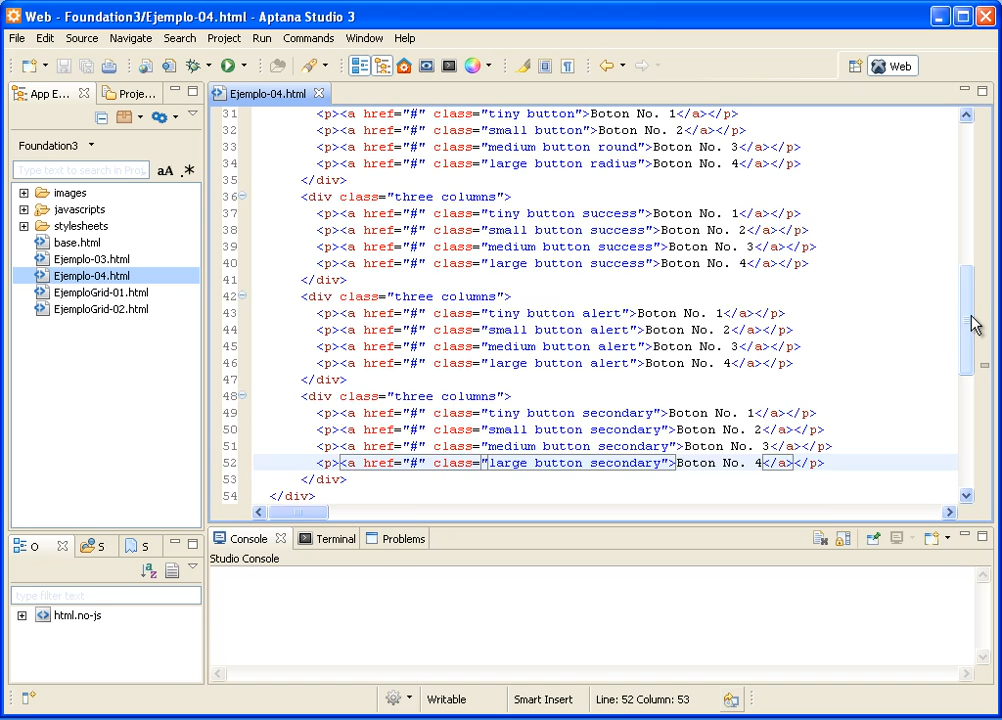 Web - Foundation3/Ejemplo-04.html - Aptana Studio 3
File Edit Source Navigate Search Project Run Commands Window Help
Web
App E... Proje...
Ejemplo-04.html
Foundation3
Type text to search in Proj
aA .*
images
javascripts
stylesheets
base.html
Ejemplo-03.html
Ejemplo-04.html
EjemploGrid-01.html
EjemploGrid-02.html
31 <p><a href="#" class="tiny button">Boton No. 1</a></p>
32 <p><a href="#" class="small button">Boton No. 2</a></p>
33 <p><a href="#" class="medium button round">Boton No. 3</a></p>
34 <p><a href="#" class="large button radius">Boton No. 4</a></p>
35 </div>
36 <div class="three columns">
37 <p><a href="#" class="tiny button success">Boton No. 1</a></p>
38 <p><a href="#" class="small button success">Boton No. 2</a></p>
39 <p><a href="#" class="medium button success">Boton No. 3</a></p>
40 <p><a href="#" class="large button success">Boton No. 4</a></p>
41 </div>
42 <div class="three columns">
43 <p><a href="#" class="tiny button alert">Boton No. 1</a></p>
44 <p><a href="#" class="small button alert">Boton No. 2</a></p>
45 <p><a href="#" class="medium button alert">Boton No. 3</a></p>
46 <p><a href="#" class="large button alert">Boton No. 4</a></p>
47 </div>
48 <div class="three columns">
49 <p><a href="#" class="tiny button secondary">Boton No. 1</a></p>
50 <p><a href="#" class="small button secondary">Boton No. 2</a></p>
51 <p><a href="#" class="medium button secondary">Boton No. 3</a></p>
52 <p><a href="#" class="large button secondary">Boton No. 4</a></p>
53 </div>
54 </div>
O S S
type filter text
html.no-js
Console Terminal Problems
Studio Console
Writable Smart Insert Line: 52 Column: 53